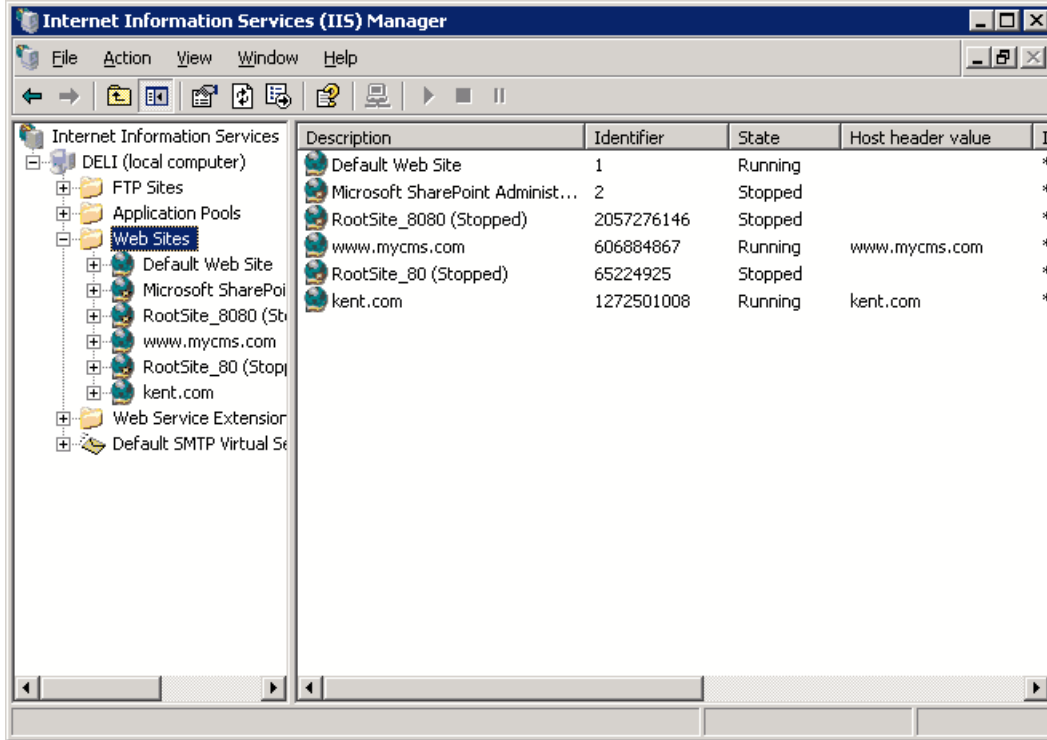 Internet Information Services (IIS) Manager
File Action View Window Help
Internet Information Services
DELI (local computer)
FTP Sites
Application Pools
Web Sites
Default Web Site
Microsoft SharePoi
RootSite_8080 (Sto
www.mycms.com
RootSite_80 (Stopp
kent.com
Web Service Extension
Default SMTP Virtual Se
Description Identifier State Host header value I
Default Web Site 1 Running *
Microsoft SharePoint Administ... 2 Stopped *
RootSite_8080 (Stopped) 2057276146 Stopped *
www.mycms.com 606884867 Running www.mycms.com *
RootSite_80 (Stopped) 65224925 Stopped *
kent.com 1272501008 Running kent.com *